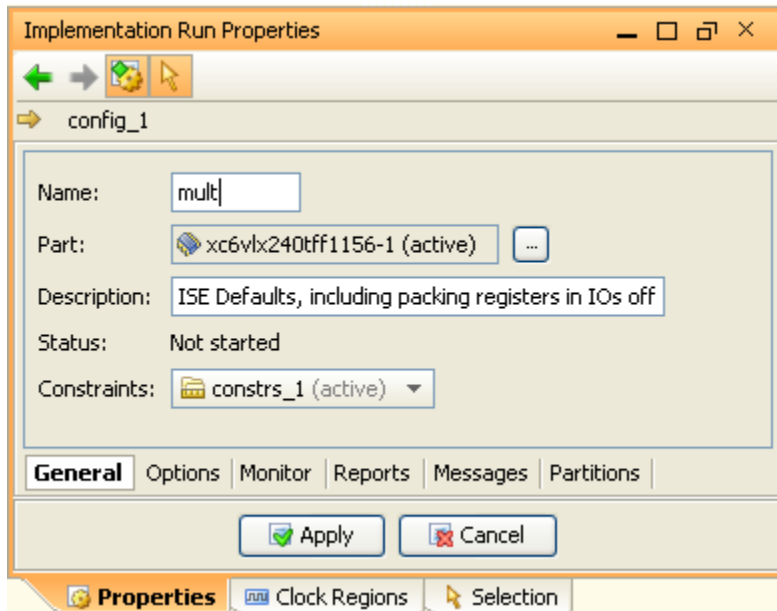 Implementation Run Properties
config_1
Name: mult
Part: xc6vlx240tff1156-1 (active) ...
Description: ISE Defaults, including packing registers in IOs off
Status: Not started
Constraints: constrs_1 (active)
General Options Monitor Reports Messages Partitions
Apply Cancel
Properties Clock Regions Selection